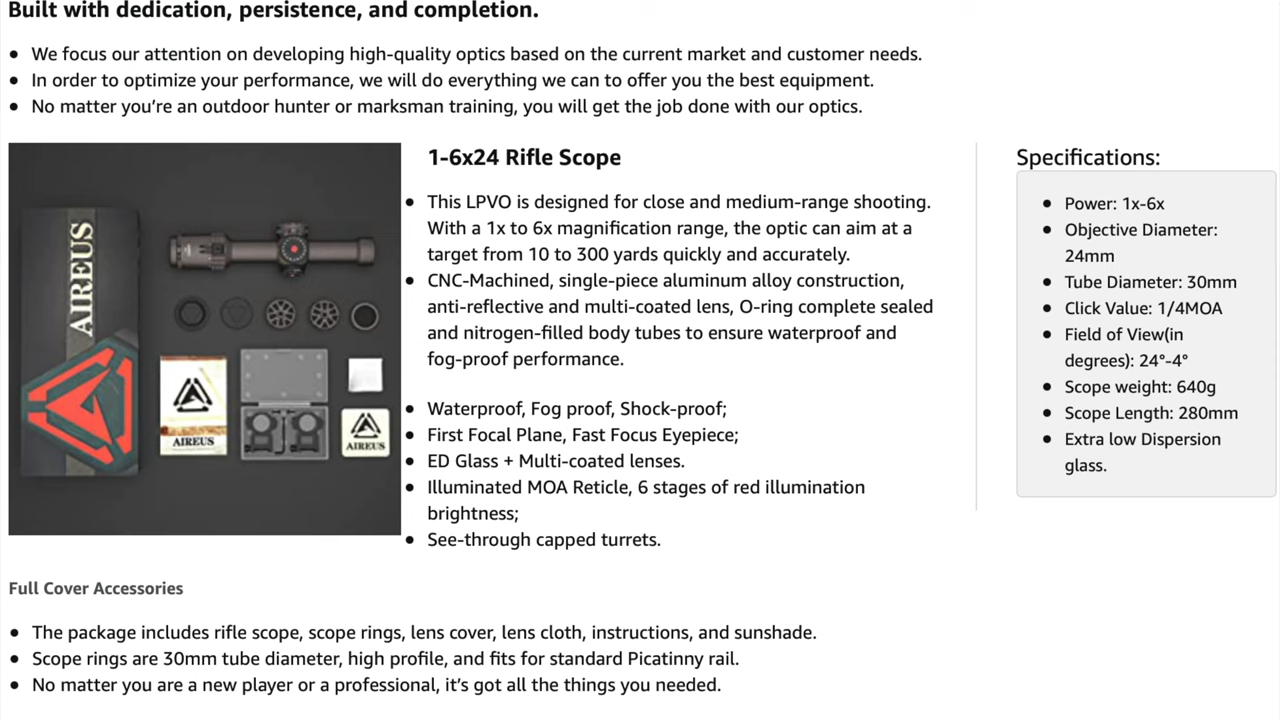 Built with dedication, persistence, and completion.
We focus our attention on developing high-quality optics based on the current market and customer needs.
In order to optimize your performance, we will do everything we can to offer you the best equipment.
No matter you’re an outdoor hunter or marksman training, you will get the job done with our optics.
AIREUS
AIREUS
AIREUS
1-6x24 Rifle Scope
This LPVO is designed for close and medium-range shooting.
With a 1x to 6x magnification range, the optic can aim at a
target from 10 to 300 yards quickly and accurately.
CNC-Machined, single-piece aluminum alloy construction,
anti-reflective and multi-coated lens, O-ring complete sealed
and nitrogen-filled body tubes to ensure waterproof and
fog-proof performance.
Waterproof, Fog proof, Shock-proof;
First Focal Plane, Fast Focus Eyepiece;
ED Glass + Multi-coated lenses.
Illuminated MOA Reticle, 6 stages of red illumination
brightness;
See-through capped turrets.
Specifications:
Power: 1x-6x
Objective Diameter:
24mm
Tube Diameter: 30mm
Click Value: 1/4MOA
Field of View(in
degrees): 24°-4°
Scope weight: 640g
Scope Length: 280mm
Extra low Dispersion
glass.
Full Cover Accessories
The package includes rifle scope, scope rings, lens cover, lens cloth, instructions, and sunshade.
Scope rings are 30mm tube diameter, high profile, and fits for standard Picatinny rail.
No matter you are a new player or a professional, it’s got all the things you needed.